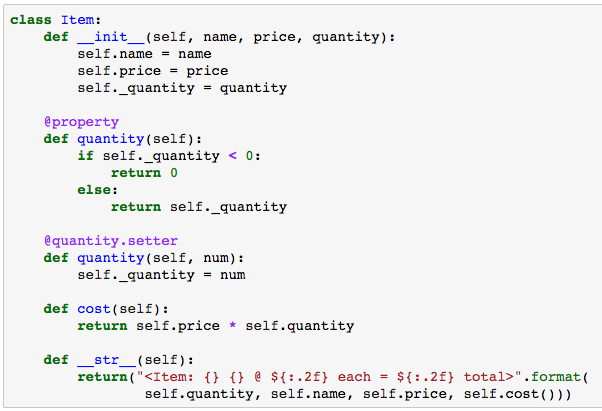 class Item:
    def __init__(self, name, price, quantity):
        self.name = name
        self.price = price
        self._quantity = quantity

    @property
    def quantity(self):
        if self._quantity < 0:
            return 0
        else:
            return self._quantity

    @quantity.setter
    def quantity(self, num):
        self._quantity = num

    def cost(self):
        return self.price * self.quantity

    def __str__(self):
        return("<Item: {} {} @ ${:.2f} each = ${:.2f} total>".format(
                self.quantity, self.name, self.price, self.cost()))